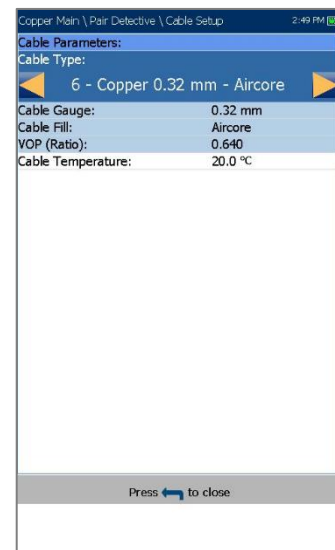 Copper Main \ Pair Detective \ Cable Setup 2:49 PM
Cable Parameters:
Cable Type:
6 - Copper 0.32 mm - Aircore
Cable Gauge: 0.32 mm
Cable Fill: Aircore
VOP (Ratio): 0.640
Cable Temperature: 20.0 °C
Press to close